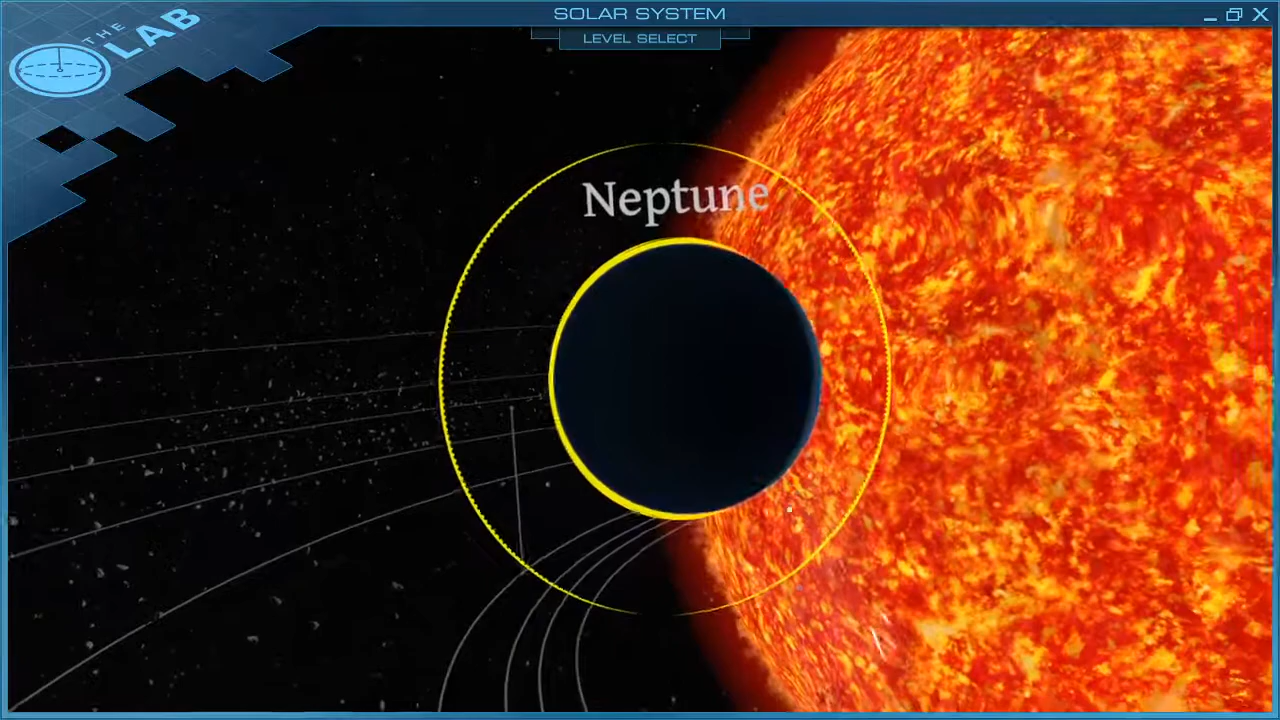 SOLAR SYSTEM
LEVEL SELECT
THE
LAB
Neptune